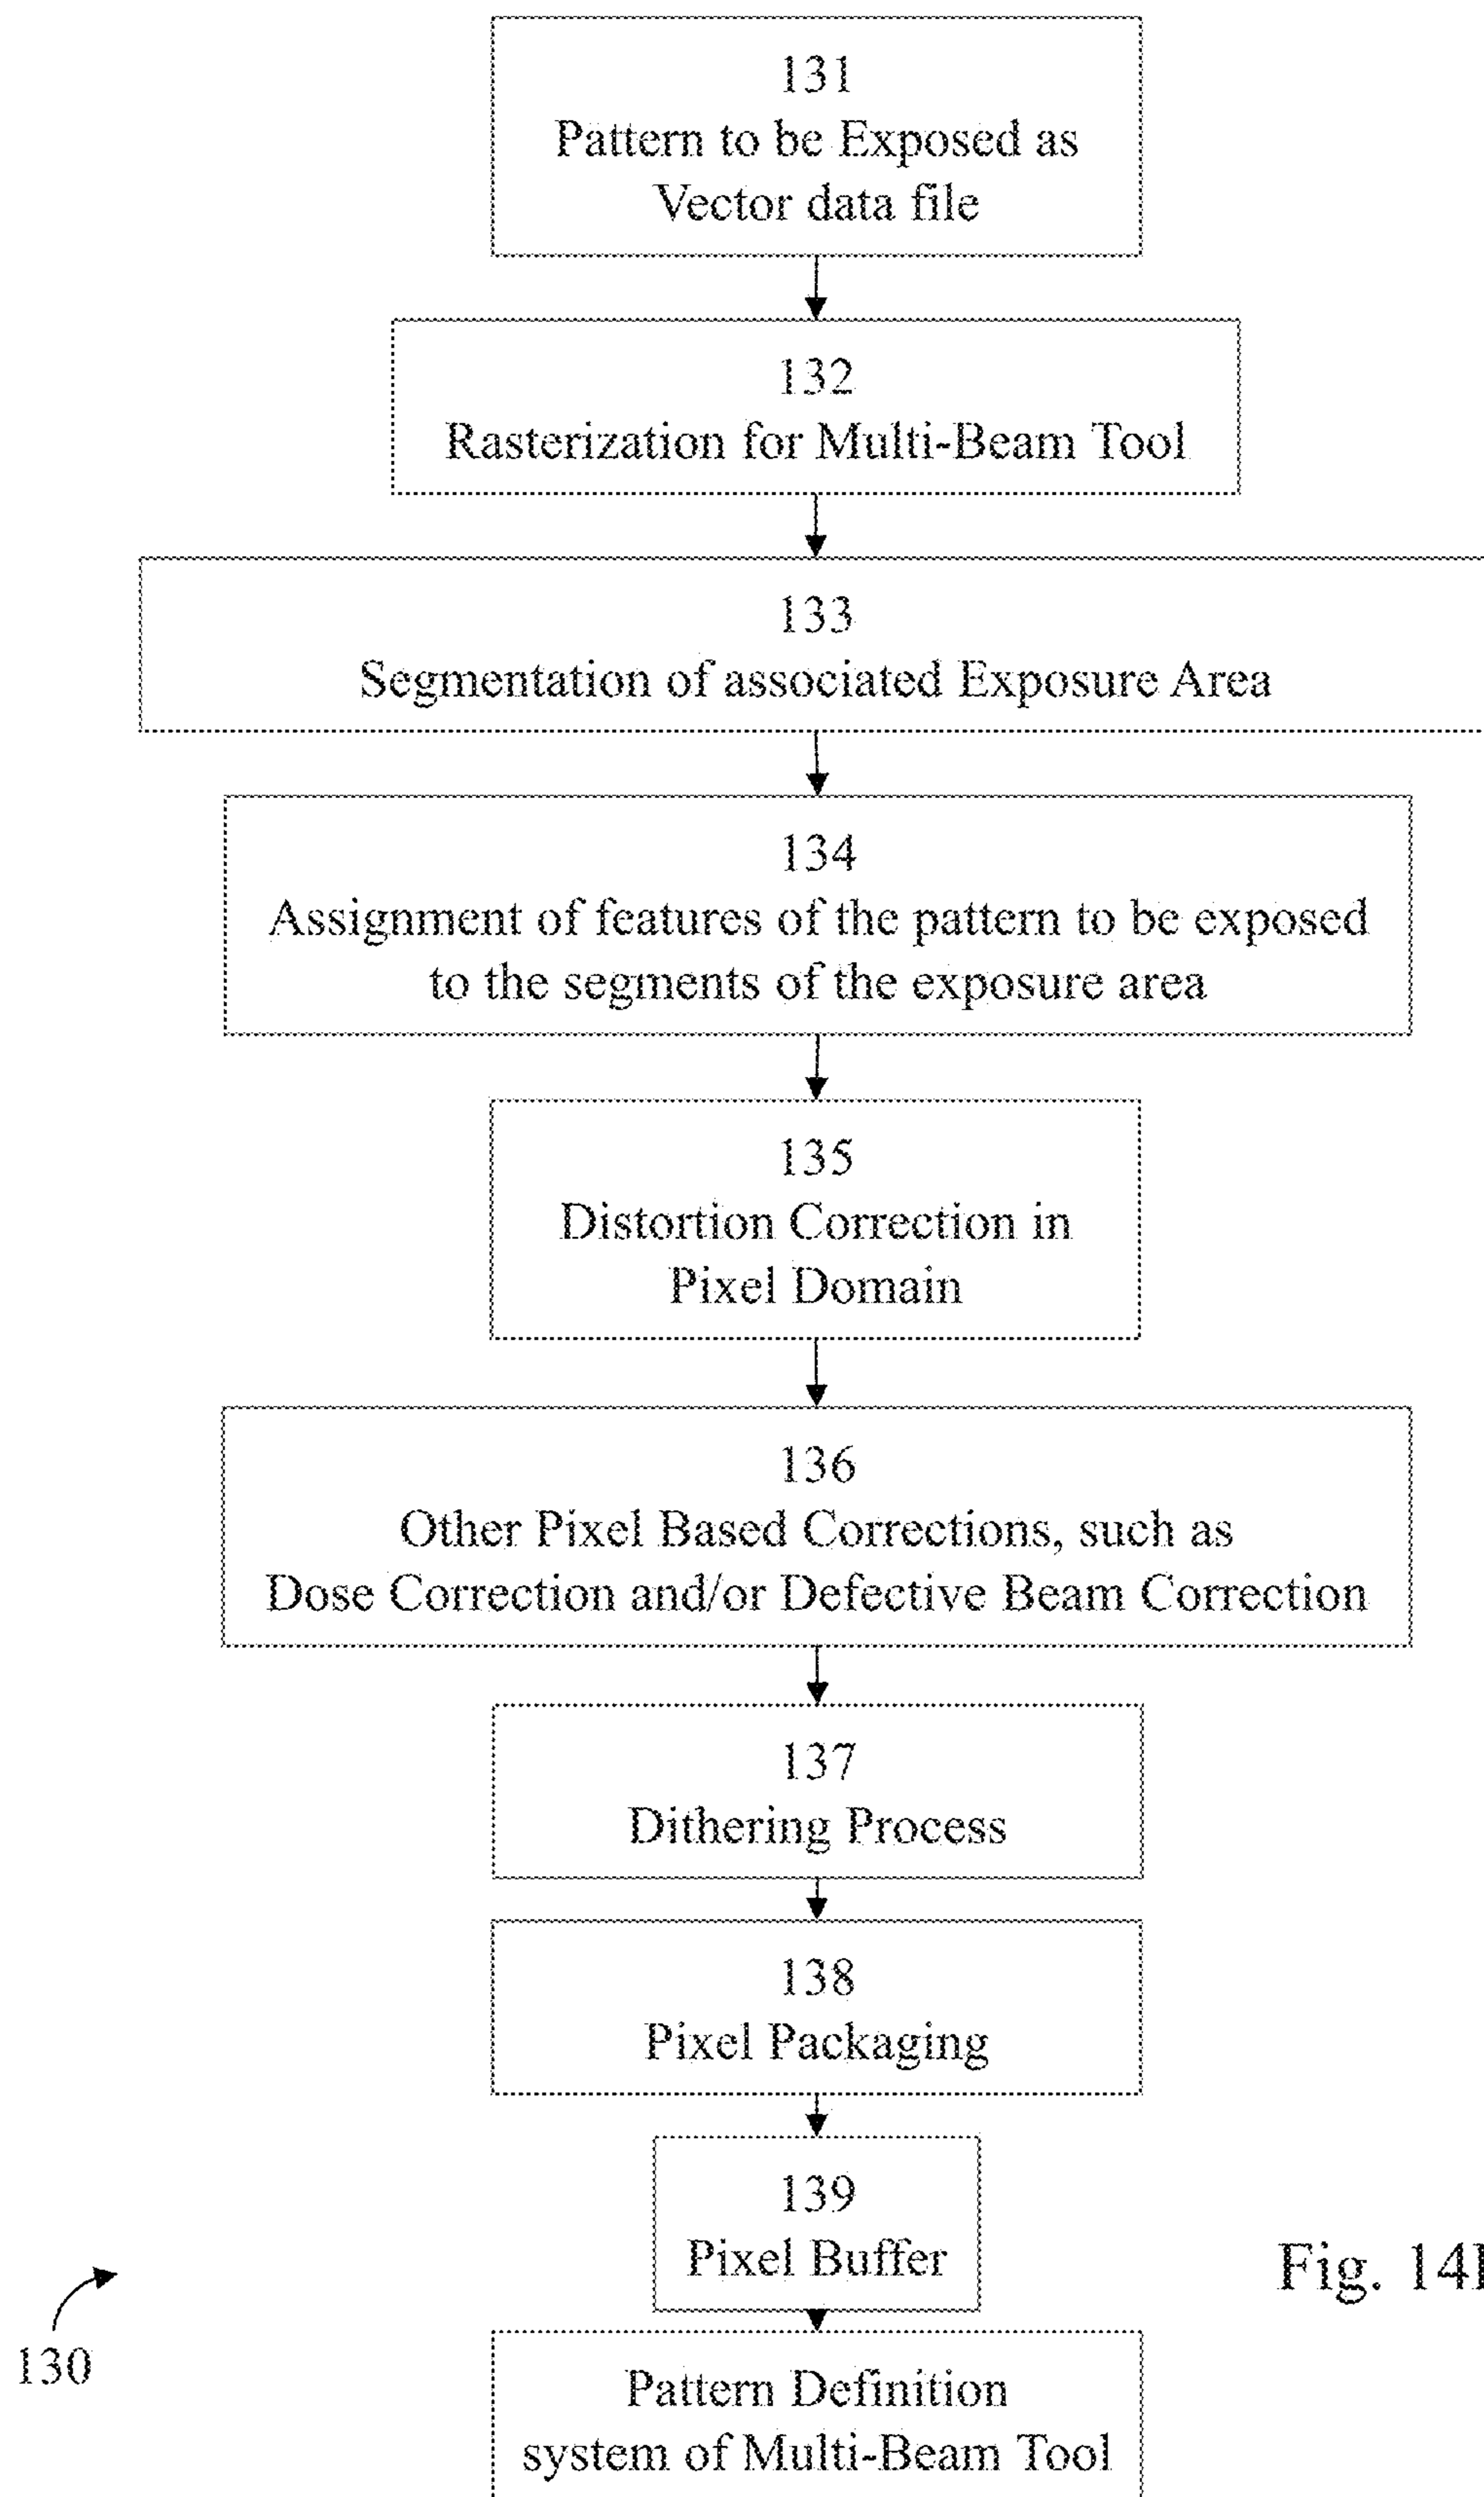 131
Pattern to be Exposed as
Vector data file
132
Rasterization for Multi-Beam Tool
133
Segmentation of associated Exposure Area
134
Assignment of features of the pattern to be exposed
to the segments of the exposure area
135
Distortion Correction in
Pixel Domain
136
Other Pixel Based Corrections, such as
Dose Correction and/or Defective Beam Correction
137
Dithering Process
138
Pixel Packaging
139
Pixel Buffer
Fig.
130
Pattern Definition
system of Multi-Beam Tool